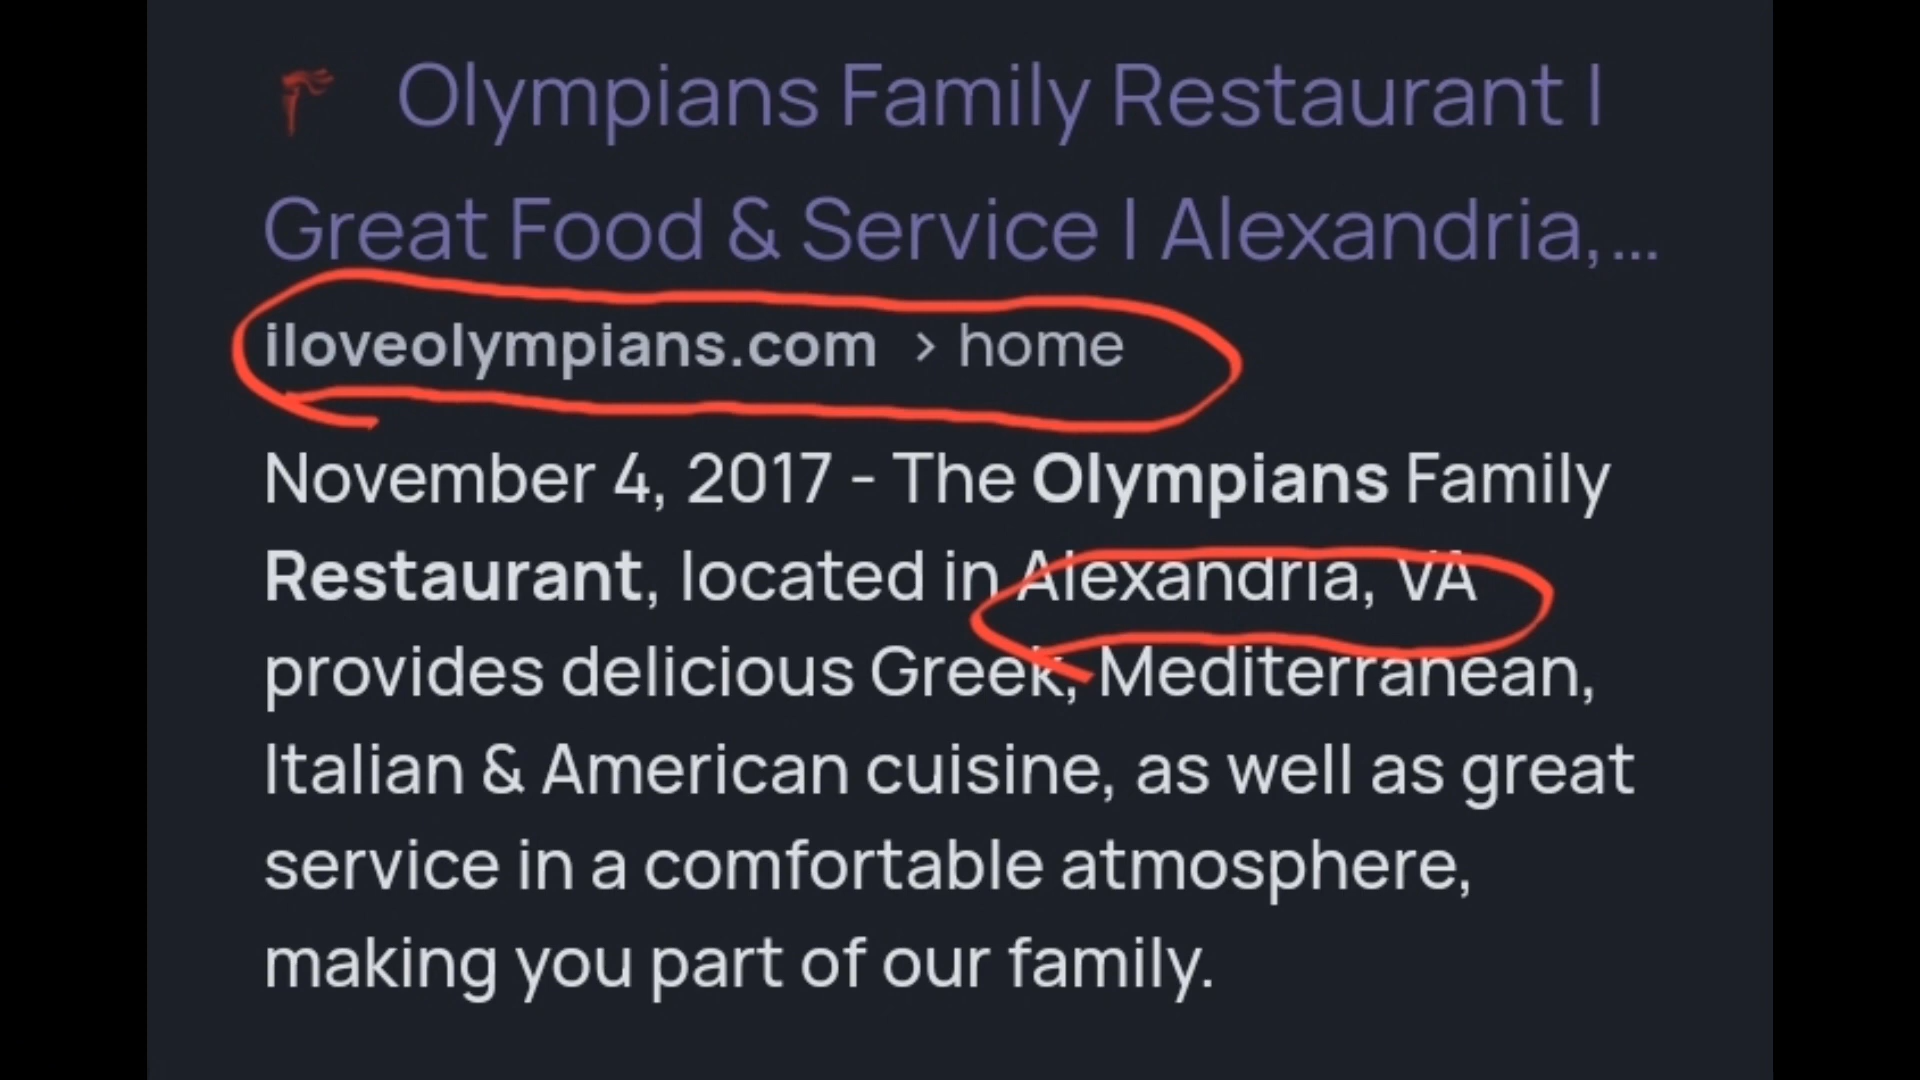 Olympians Family Restaurant |
Great Food & Service | Alexandria,...
iloveolympians.com › home
November 4, 2017 - The Olympians Family
Restaurant, located in Alexandria, VA
provides delicious Greek, Mediterranean,
Italian & American cuisine, as well as great
service in a comfortable atmosphere,
making you part of our family.